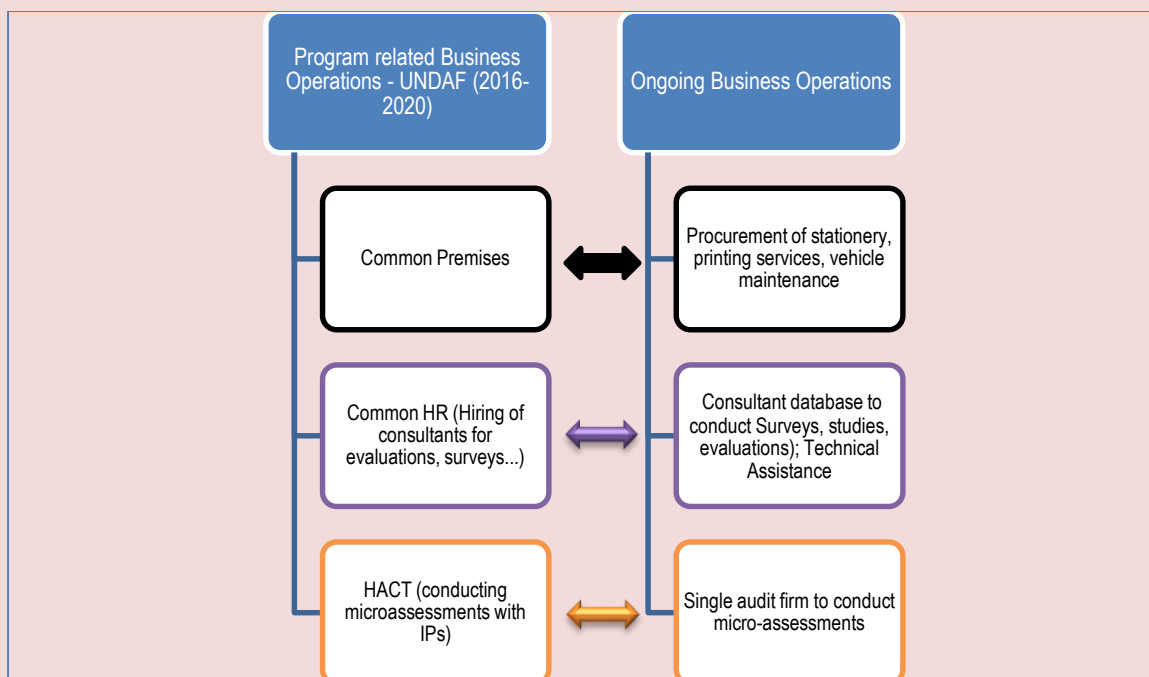 Program related Business
Operations - UNDAF (2016-
2020)
Ongoing Business Operations
Common Premises
Procurement of stationery,
printing services, vehicle
maintenance
Common HR (Hiring of
consultants for
evaluations, surveys...)
Consultant database to
conduct Surveys, studies,
evaluations); Technical
Assistance
HACT (conducting
microassessments with
IPs)
Single audit firm to conduct
micro-assessments